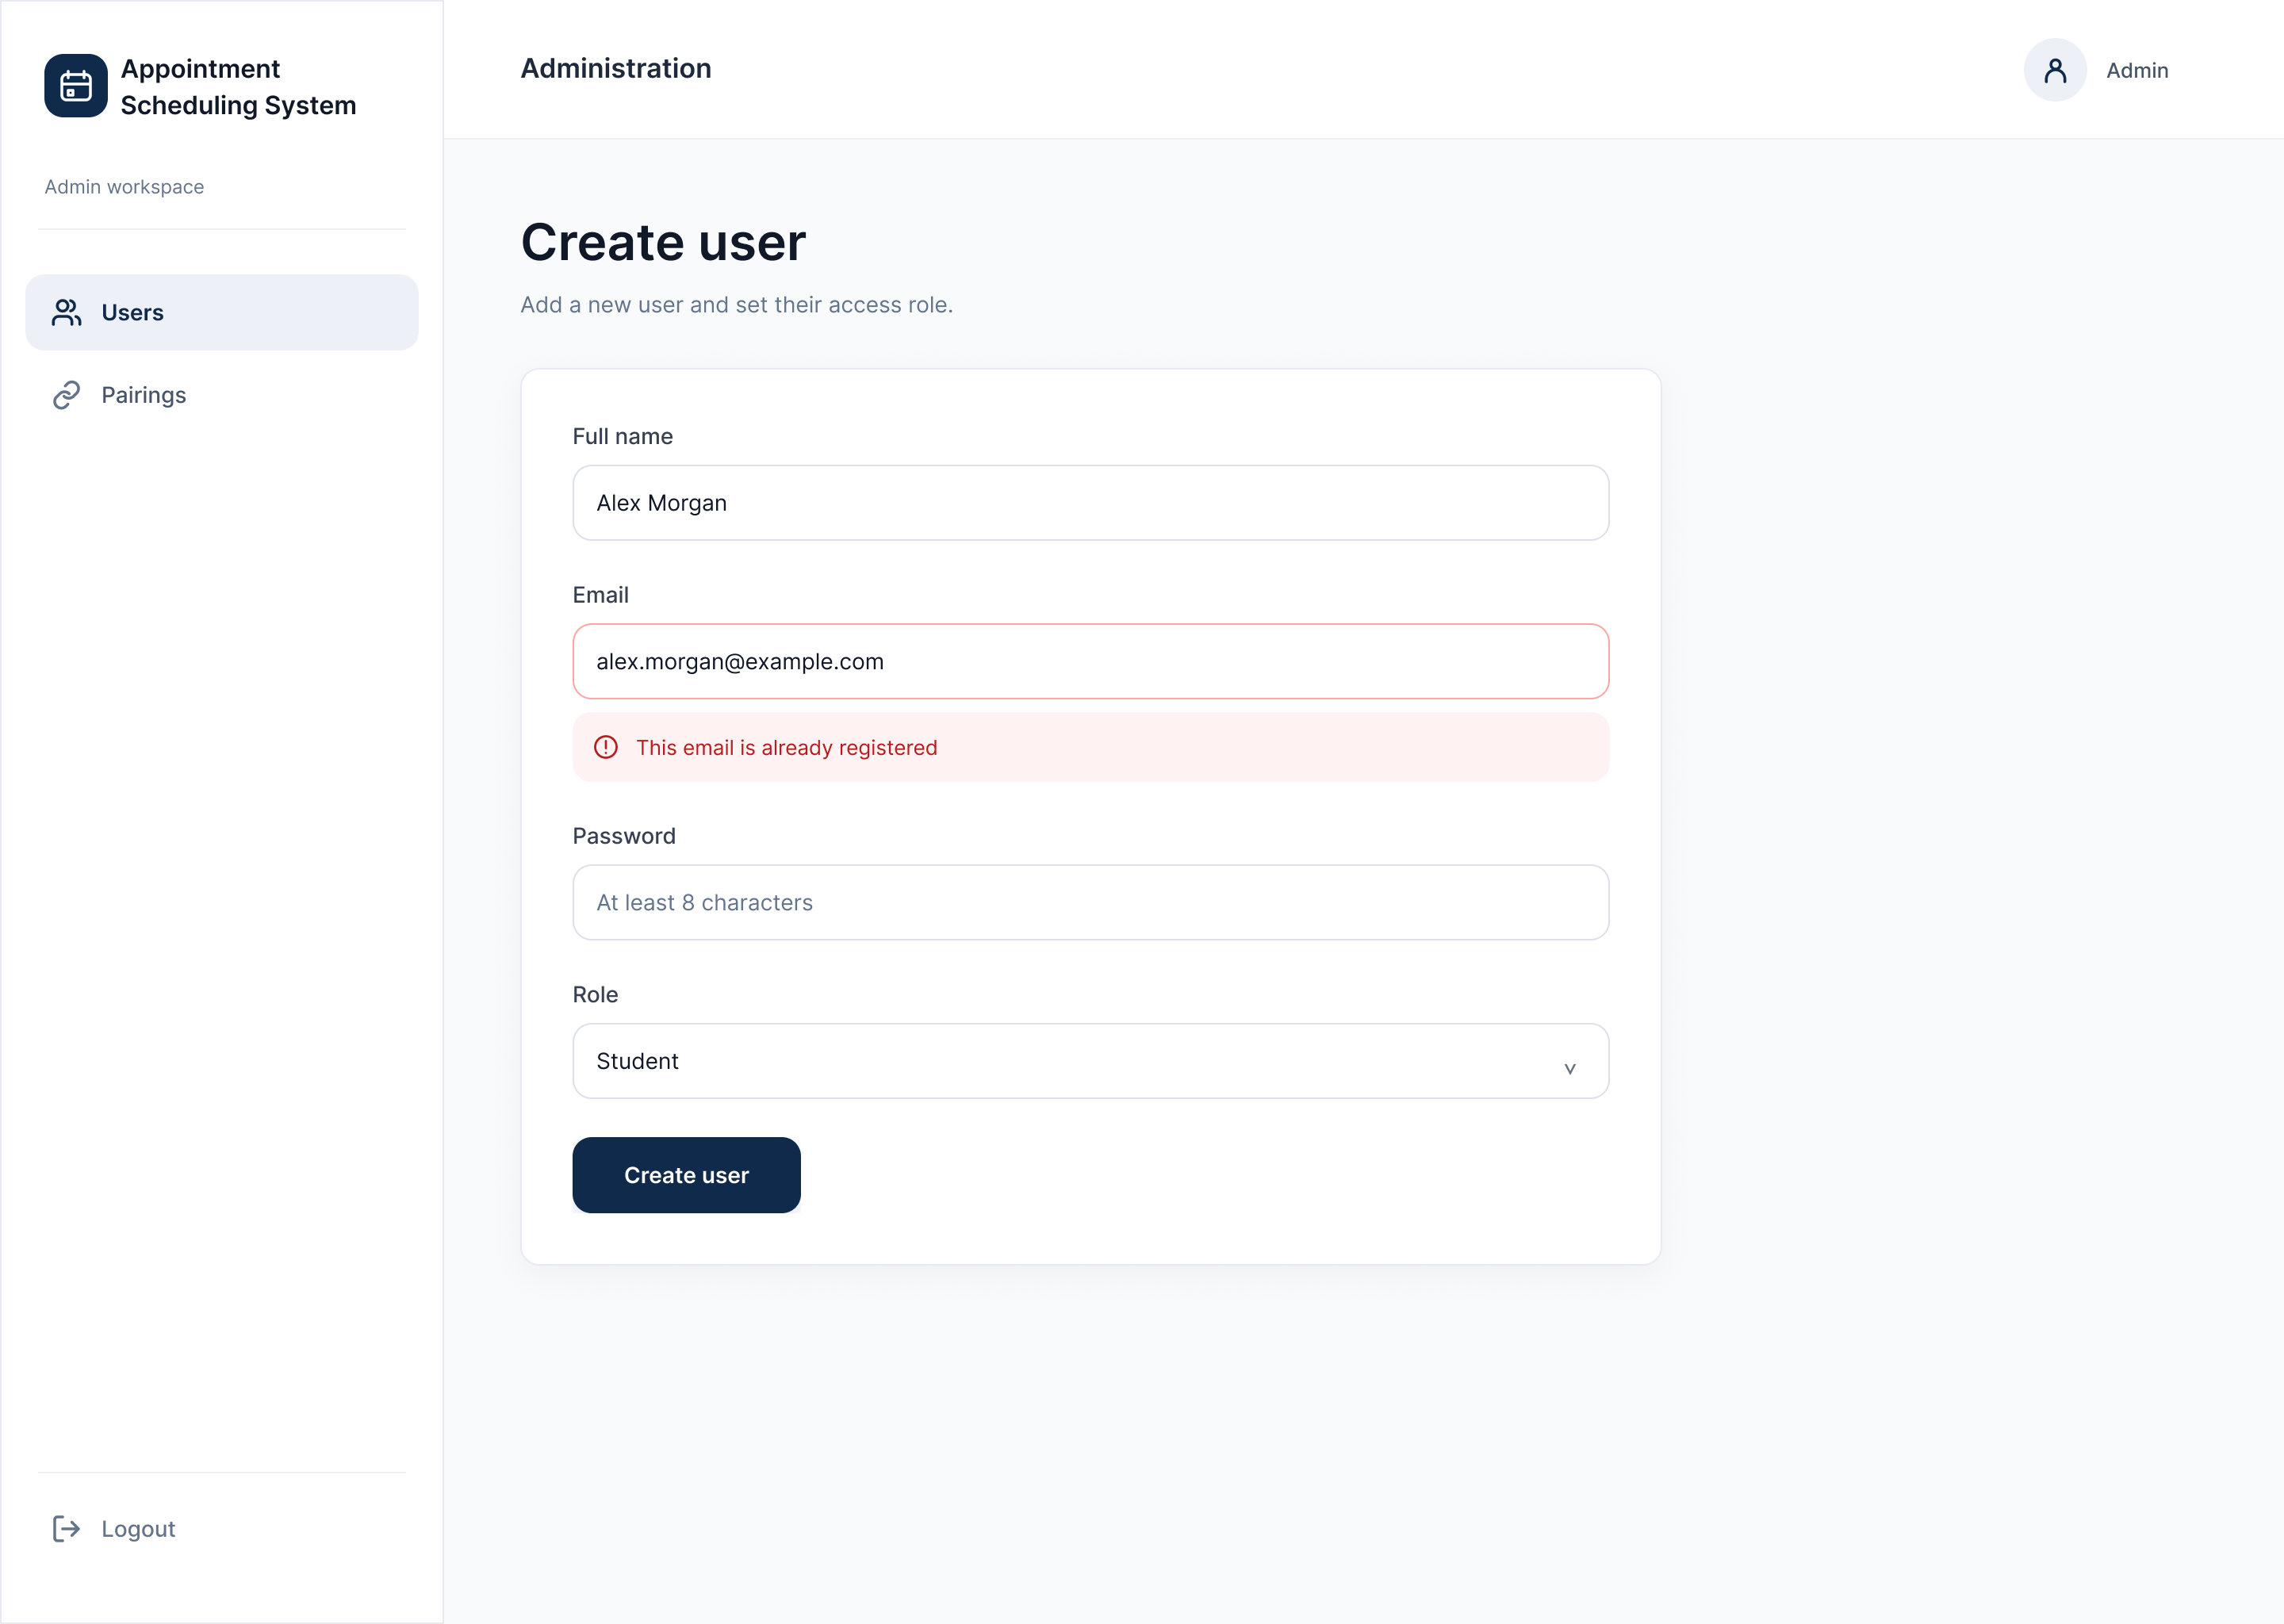 Appointment
Scheduling System
Admin workspace
Users
Pairings
Logout
Administration
Admin
Create user
Add a new user and set their access role.
Full name
Alex Morgan
Email
alex.morgan@example.com
This email is already registered
Password
At least 8 characters
Role
Student
Create user